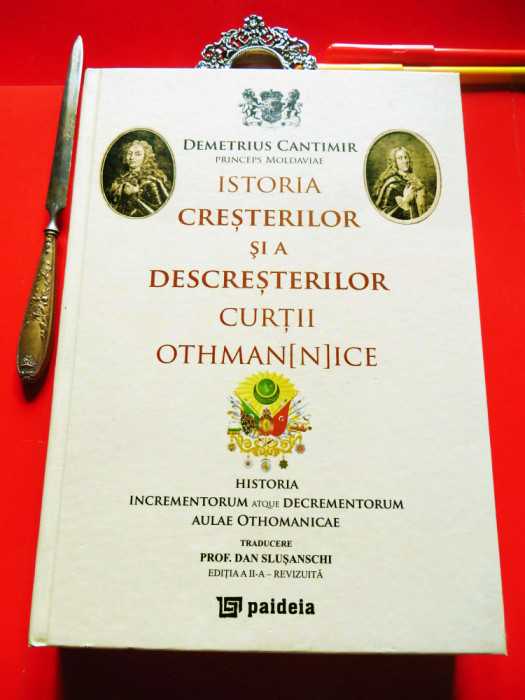 DEMETRIUS CANTIMIR
PRINCEPS MOLDAVIAE
ISTORIA
CREȘTERILOR
ȘI A
DESCREȘTERILOR
CURȚII
OTHMAN[N]ICE
HISTORIA
INCREMENTORUM ATQUE DECREMENTORUM
AULAE OTHOMANICAE
TRADUCERE
PROF. DAN SLUȘANSCHI
EDIȚIA A II-A – REVIZUITĂ
paideia